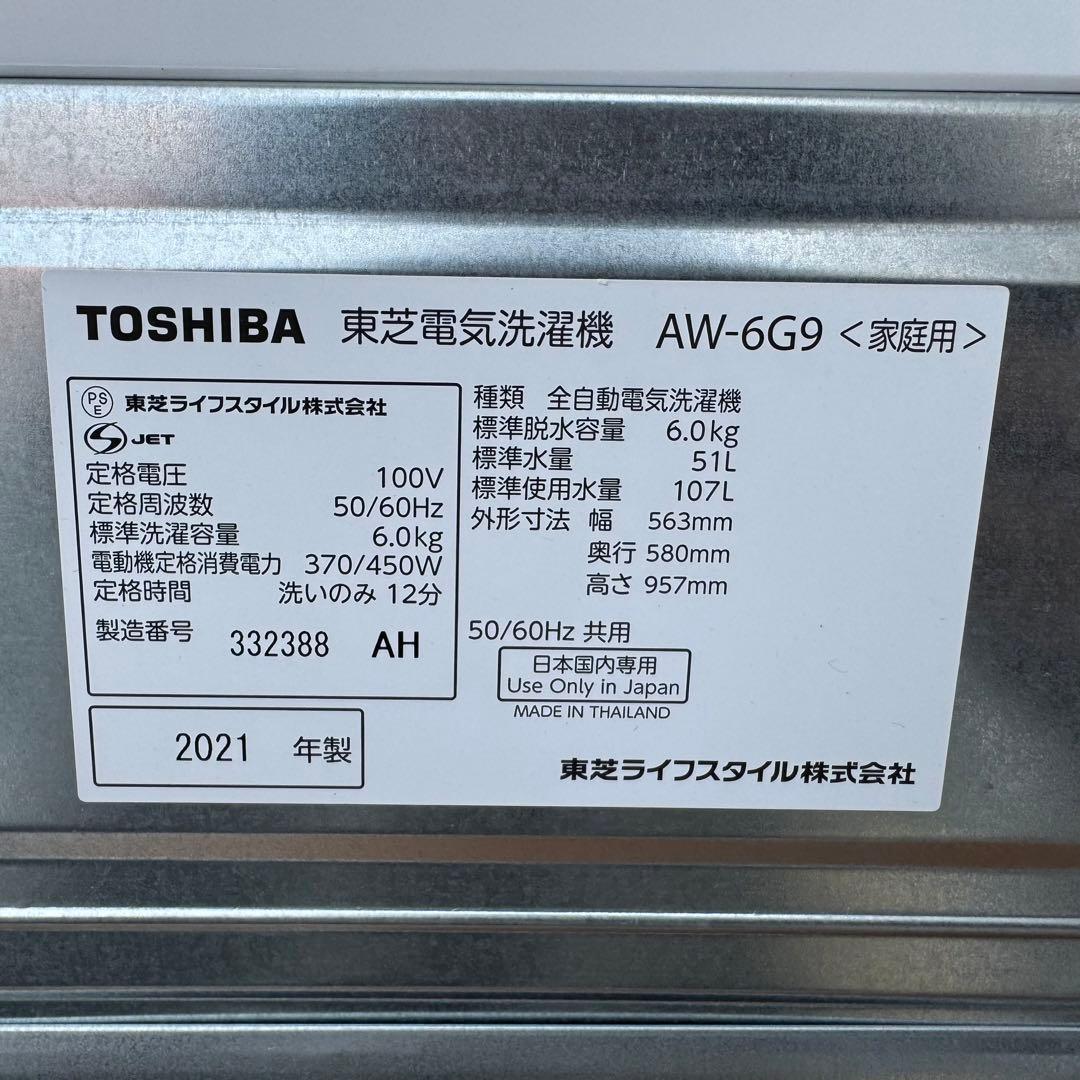 TOSHIBA 東芝電気洗濯機 AW-6G9 <家庭用>
PSE 東芝ライフスタイル株式会社
S JET
定格電圧 100V
定格周波数 50/60Hz
標準洗濯容量 6.0kg
電動機定格消費電力 370/450W
定格時間 洗いのみ 12分
製造番号 332388 AH
2021 年製
種類 全自動電気洗濯機
標準脱水容量 6.0kg
標準水量 51L
標準使用水量 107L
外形寸法 幅 563mm
奥行 580mm
高さ 957mm
50/60Hz 共用
日本国内専用
Use Only in Japan
MADE IN THAILAND
東芝ライフスタイル株式会社